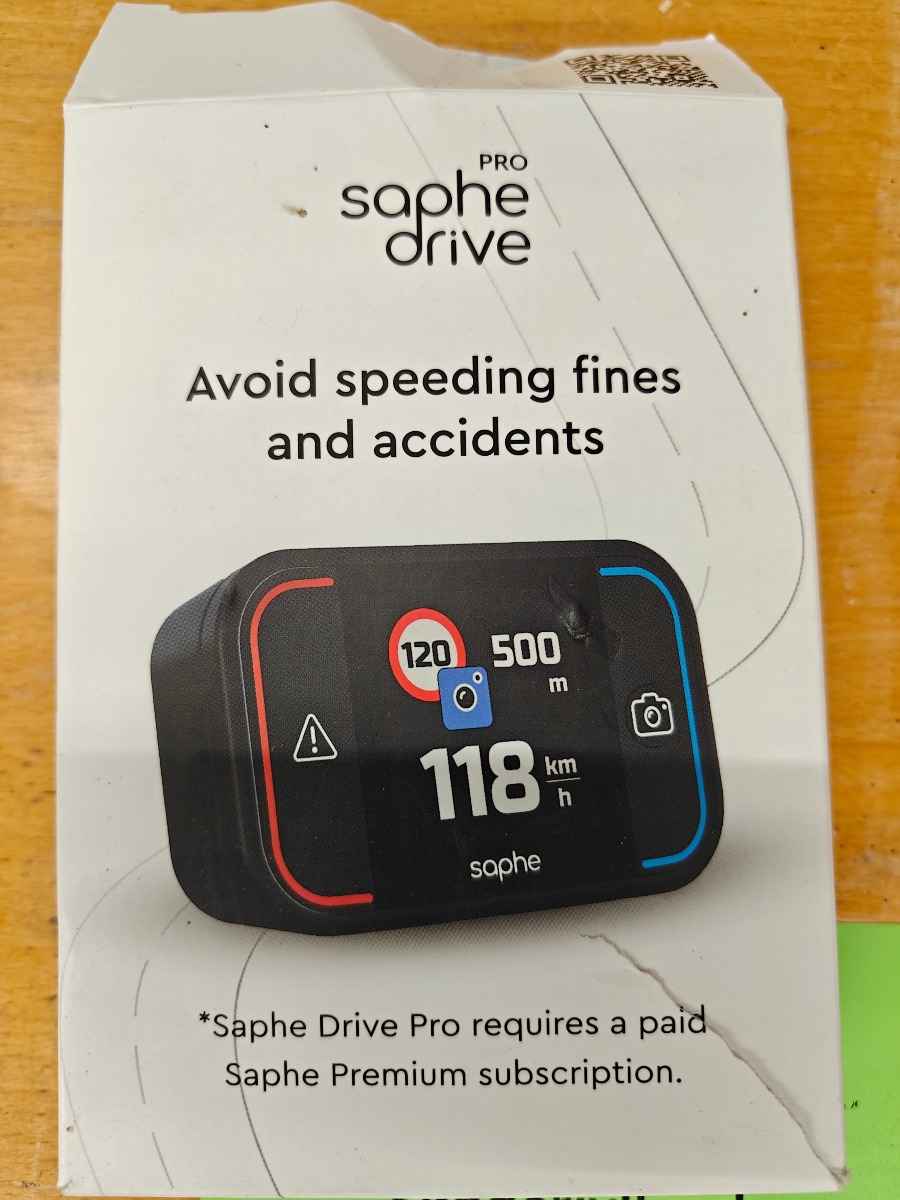 PRO
saphe
drive
Avoid speeding fines
and accidents
120 500
m
118 km
h
saphe
*Saphe Drive Pro requires a paid
Saphe Premium subscription.